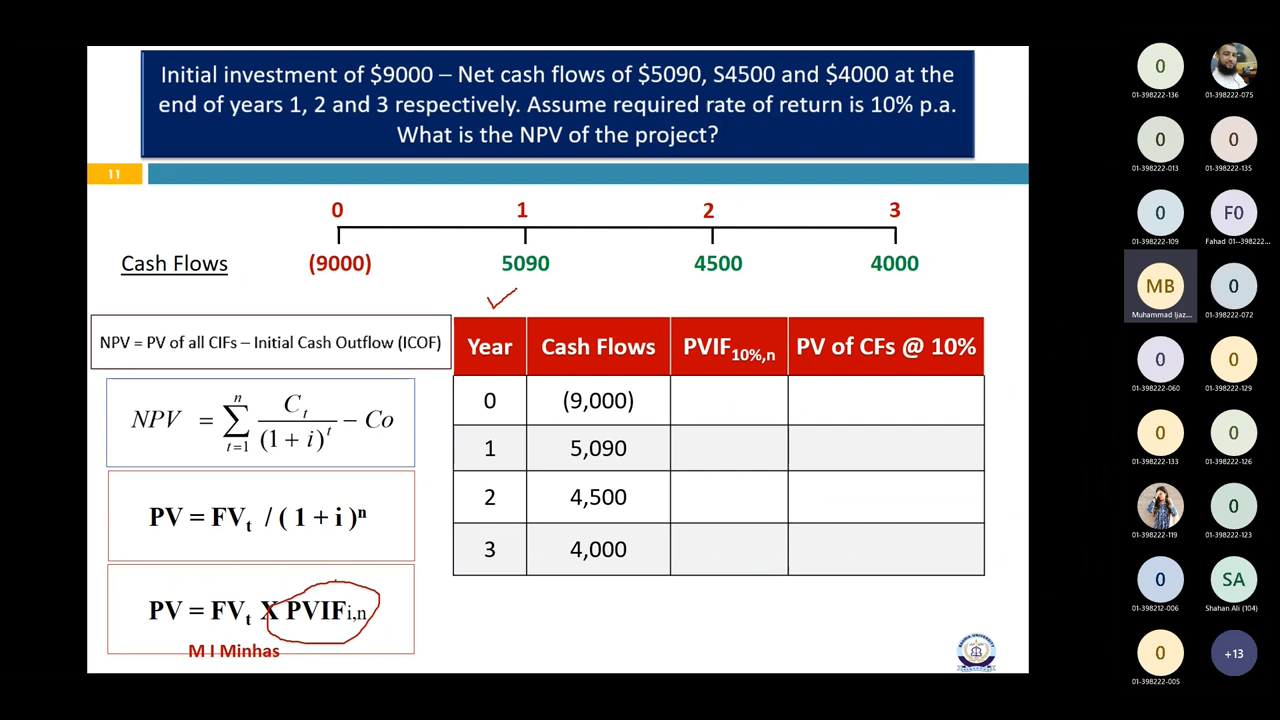 Initial investment of $9000 – Net cash flows of $5090, S4500 and $4000 at the
end of years 1, 2 and 3 respectively. Assume required rate of return is 10% p.a.
What is the NPV of the project?
11
0 1 2 3
Cash Flows (9000) 5090 4500 4000
NPV = PV of all CIFs – Initial Cash Outflow (ICOF)
NPV = n ∑ t=1 Ct / (1 + i)^t − Co
PV = FVt / ( 1 + i )^n
PV = FVt X PVIFi,n
M I Minhas
Year Cash Flows PVIF10%,n PV of CFs @ 10%
0 (9,000)
1 5,090
2 4,500
3 4,000
BAHRIA UNIVERSITY
0
01-398222-136 01-398222-075
0 0
01-398222-013 01-398222-135
0 F0
01-398222-109 Fahad 01--398222...
MB 0
Muhammad Ijaz... 01-398222-072
0 0
01-398222-060 01-398222-129
0 0
01-398222-133 01-398222-126
0
01-398222-119 01-398222-123
0 SA
01-398212-006 Shahan Ali (104)
0 +13
01-398222-005